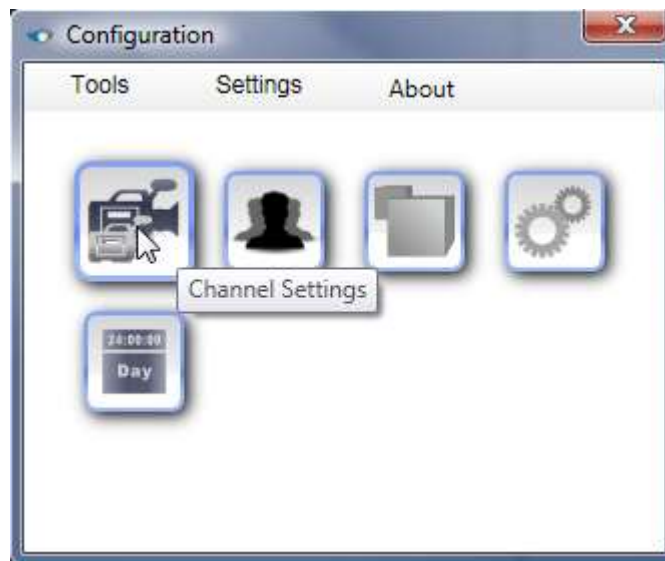 Configuration
Tools Settings About
Channel Settings
24:00:00
Day